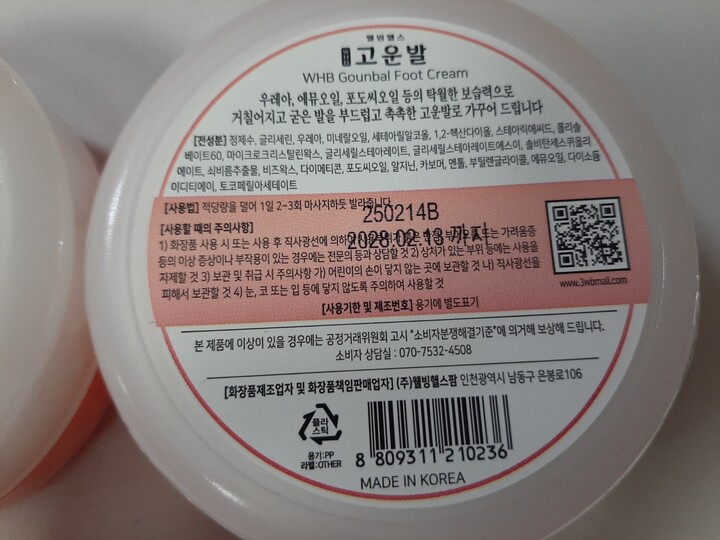 웰빙헬스
고운발
WHB Gounbal Foot Cream
우레아, 에뮤오일, 포도씨오일 등의 탁월한 보습력으로
거칠어지고 굳은 발을 부드럽고 촉촉한 고운발로 가꾸어 드립니다
[전성분] 정제수, 글리세린, 우레아, 미네랄오일, 세테아릴알코올, 1,2-헥산다이올, 스테아릭애씨드, 폴리솔
베이트60, 마이크로크리스탈린왁스, 글리세릴스테아레이트, 글리세릴스테아레이트에스이, 솔비탄세스퀴올리
에이트, 쇠비름추출물, 비즈왁스, 다이메티콘, 포도씨오일, 알지닌, 카보머, 멘톨, 부틸렌글라이콜, 에뮤오일, 다이소듐
이디티에이, 토코페릴아세테이트
[사용법] 적당량을 덜어 1일 2~3회 마사지하듯 발라줍니다
250214B
2028.02.13 까지
[사용할 때의 주의사항]
1) 화장품 사용 시 또는 사용 후 직사광선에 의하여 부어오름 또는 가려움증
등의 이상 증상이나 부작용이 있는 경우에는 전문의 등과 상담할 것 2) 상처가 있는 부위 등에는 사용을
자제할 것 3) 보관 및 취급 시 주의사항 가) 어린이의 손이 닿지 않는 곳에 보관할 것 나) 직사광선을
피해서 보관할 것 4) 눈, 코 또는 입 등에 닿지 않도록 주의하여 사용할 것
[사용기한 및 제조번호] 용기에 별도표기
www.3wbmall.com
본 제품에 이상이 있을 경우에는 공정거래위원회 고시 "소비자분쟁해결기준"에 의거해 보상해 드립니다.
소비자 상담실 : 070-7532-4508
[화장품제조업자 및 화장품책임판매업자] (주)웰빙헬스팜 인천광역시 남동구 은봉로106
플라
스틱
용기:PP
라벨:OTHER
8 809311 210236
MADE IN KOREA